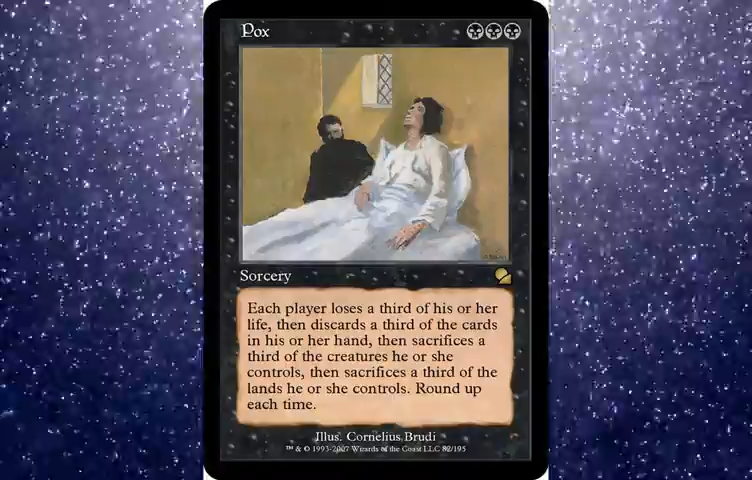 Pox
Sorcery
Each player loses a third of his or her
life, then discards a third of the cards
in his or her hand, then sacrifices a
third of the creatures he or she
controls, then sacrifices a third of the
lands he or she controls. Round up
each time.
Illus. Cornelius Brudi
™ & © 1993-2007 Wizards of the Coast LLC 82/195